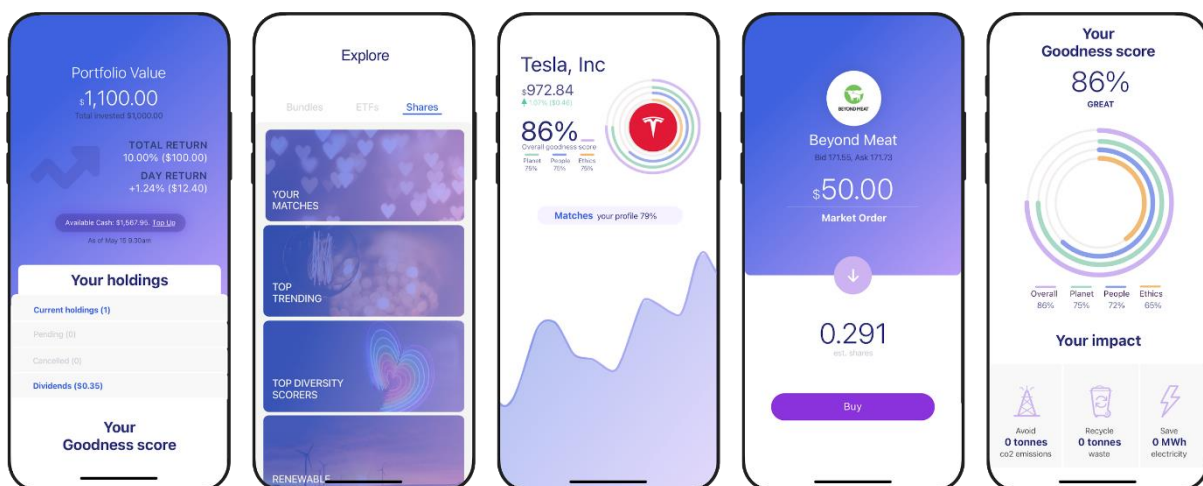 Portfolio Value
$1,100.00
Total invested $1,000.00
TOTAL RETURN
10.00% ($100.00)
DAY RETURN
+1.24% ($12.40)
Available Cash: $1,567.95. Top Up
As of May 15 9:30am
Your holdings
Current holdings (1)
Pending (0)
Cancelled (0)
Dividends ($0.35)
Your
Goodness score
Explore
Bundles ETFs Shares
YOUR
MATCHES
TOP
TRENDING
TOP DIVERSITY
SCORERS
RENEWABLE
Tesla, Inc
$972.84
86%
Overall goodness score
Planet People Ethics
75% 75% 75%
Matches your profile 79%
BEYOND MEAT
Beyond Meat
Bid 171.55, Ask 171.73
$50.00
Market Order
0.291
est. shares
Buy
Your
Goodness score
86%
GREAT
Overall Planet People Ethics
86% 75% 72% 65%
Your impact
Avoid
0 tonnes
co2 emissions
Recycle
0 tonnes
waste
Save
0 MWh
electricity